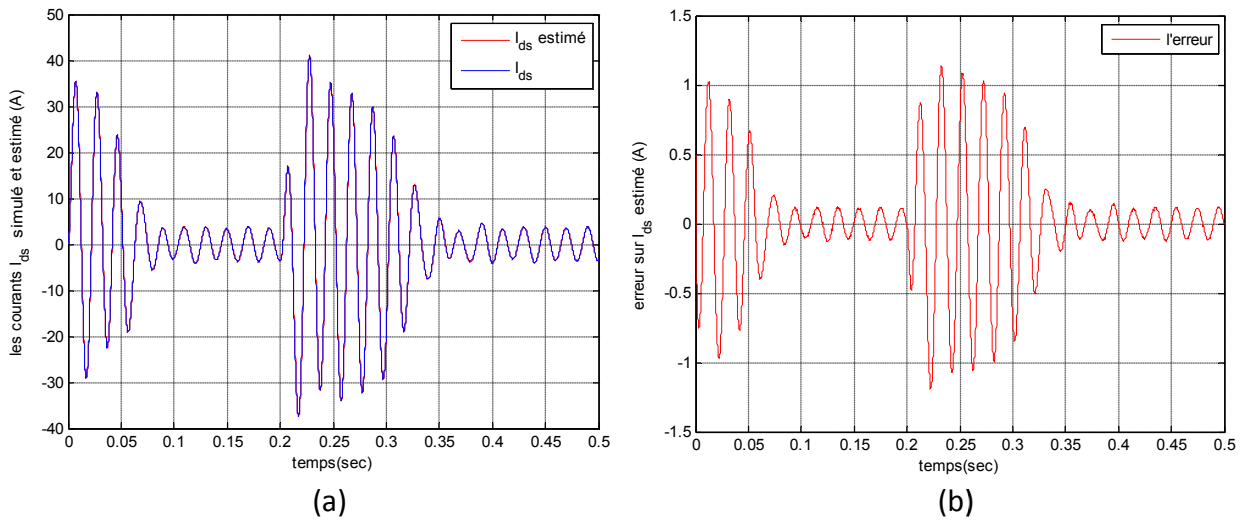 les courants I_ds simulé et estimé (A)
50
40
30
20
10
0
-10
-20
-30
-40
I_ds estimé
I_ds
0 0.05 0.1 0.15 0.2 0.25 0.3 0.35 0.4 0.45 0.5
temps(sec)
(a)
erreur sur I_ds estimé (A)
1.5
1
0.5
0
-0.5
-1
-1.5
l'erreur
0 0.05 0.1 0.15 0.2 0.25 0.3 0.35 0.4 0.45 0.5
temps(sec)
(b)